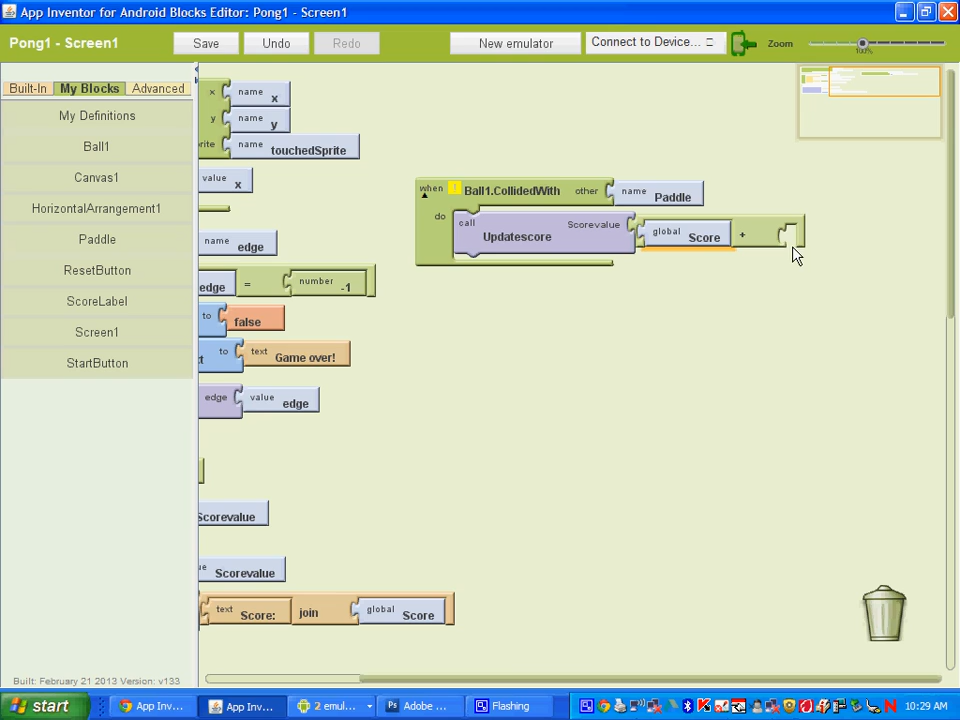 App Inventor for Android Blocks Editor: Pong1 - Screen1
Pong1 - Screen1
Save
Undo
Redo
New emulator
Connect to Device...
Zoom
100%
Built-In
My Blocks
Advanced
My Definitions
Ball1
Canvas1
HorizontalArrangement1
Paddle
ResetButton
ScoreLabel
Screen1
StartButton
x name x
y name y
rite name touchedSprite
value x
name edge
edge = number -1
to false
t to text Game over!
edge value edge
Scorevalue
ue Scorevalue
text Score: join global Score
when ! Ball1.CollidedWith other name Paddle
do call Updatescore Scorevalue global Score +
Built: February 21 2013 Version: v133
start
App Inv...
App Inv...
2 emul...
Adobe ...
Flashing
10:29 AM